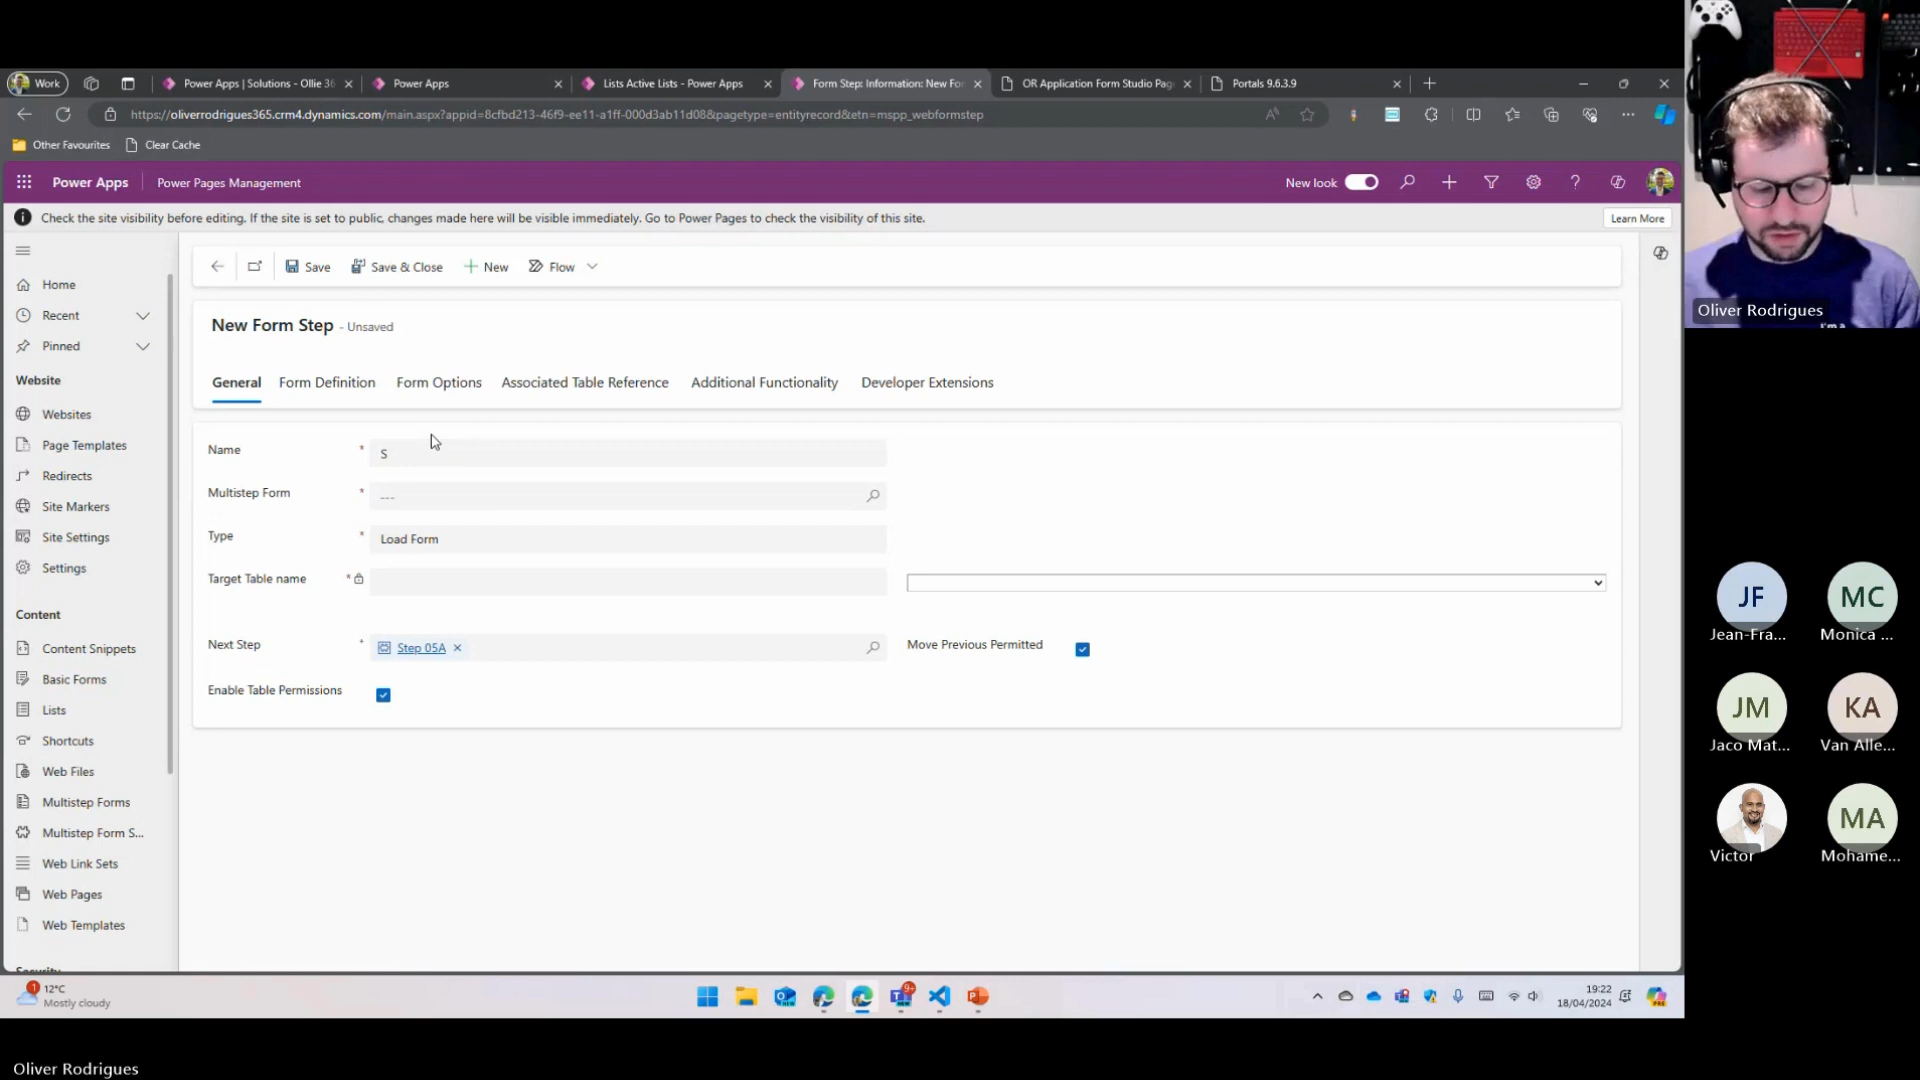 Work
Power Apps | Solutions - Ollie 36
Power Apps
Lists Active Lists - Power Apps
Form Step: Information: New For
OR Application Form Studio Pag
Portals 9.6.3.9
https://oliverrodrigues365.crm4.dynamics.com/main.aspx?appid=8cfbd213-46f9-ee11-a1ff-000d3ab11d08&pagetype=entityrecord&etn=mspp_webformstep
Other Favourites
Clear Cache
Power Apps
Power Pages Management
New look
Check the site visibility before editing. If the site is set to public, changes made here will be visible immediately. Go to Power Pages to check the visibility of this site.
Learn More
Save
Save & Close
New
Flow
Home
Recent
Pinned
Website
Websites
Page Templates
Redirects
Site Markers
Site Settings
Settings
Content
Content Snippets
Basic Forms
Lists
Shortcuts
Web Files
Multistep Forms
Multistep Form S...
Web Link Sets
Web Pages
Web Templates
Security
New Form Step - Unsaved
General
Form Definition
Form Options
Associated Table Reference
Additional Functionality
Developer Extensions
Name * S
Multistep Form * ---
Type * Load Form
Target Table name *
Next Step * Step 05A
Move Previous Permitted
Enable Table Permissions
Oliver Rodrigues
JF
Jean-Fra...
MC
Monica ...
JM
Jaco Mat...
KA
Van Alle...
Victor
MA
Mohame...
1
12°C
Mostly cloudy
9+
PRE
19:22
18/04/2024
Oliver Rodrigues